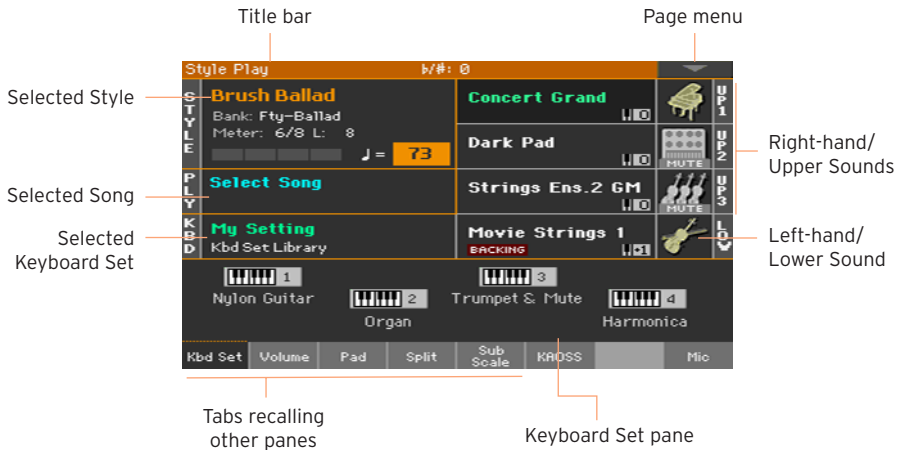 Title bar
Page menu
Style Play ♭/#: 0
Selected Style
STYLE
Brush Ballad
Bank: Fty-Ballad
Meter: 6/8 L: 8
♩= 73
Concert Grand
UP1
Dark Pad
MUTE
UP2
Right-hand/
Upper Sounds
Selected Song
PLY
Select Song
Strings Ens.2 GM
MUTE
UP3
Selected
Keyboard Set
KBD
My Setting
Kbd Set Library
Movie Strings 1
BACKING
+1
LOW
Left-hand/
Lower Sound
1
Nylon Guitar
2
Organ
3
Trumpet & Mute
4
Harmonica
Kbd Set Volume Pad Split Sub Scale KAOSS Mic
Tabs recalling
other panes
Keyboard Set pane